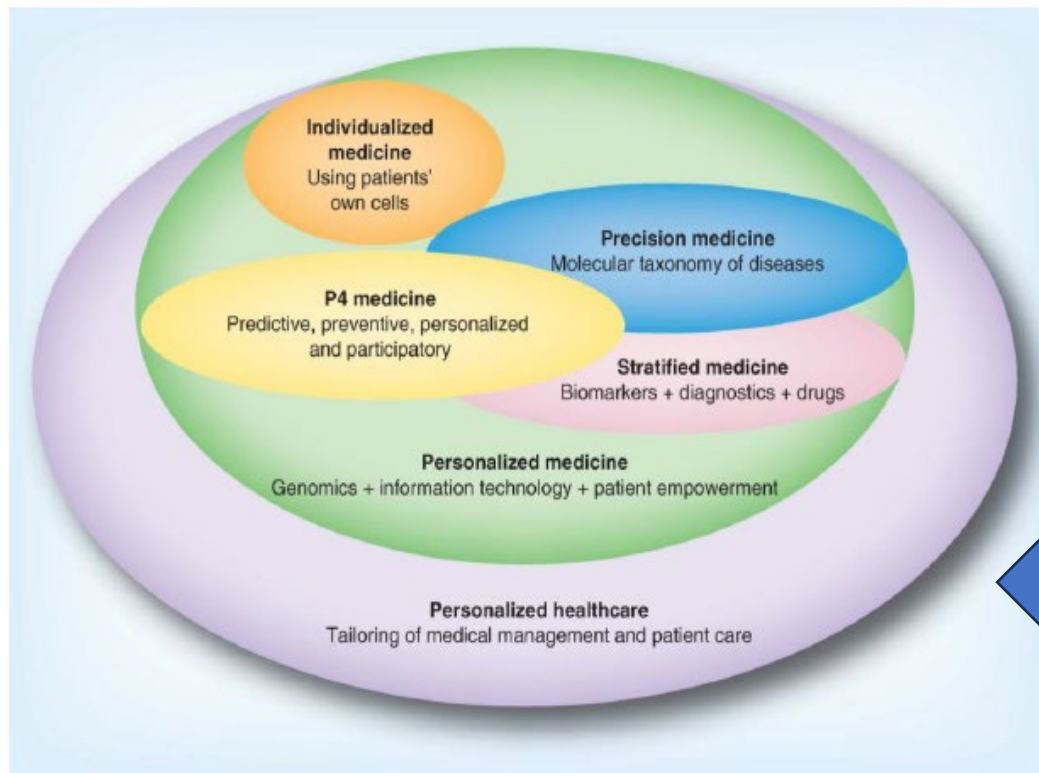 Individualized
medicine
Using patients'
own cells
Precision medicine
Molecular taxonomy of diseases
P4 medicine
Predictive, preventive, personalized
and participatory
Stratified medicine
Biomarkers + diagnostics + drugs
Personalized medicine
Genomics + information technology + patient empowerment
Personalized healthcare
Tailoring of medical management and patient care